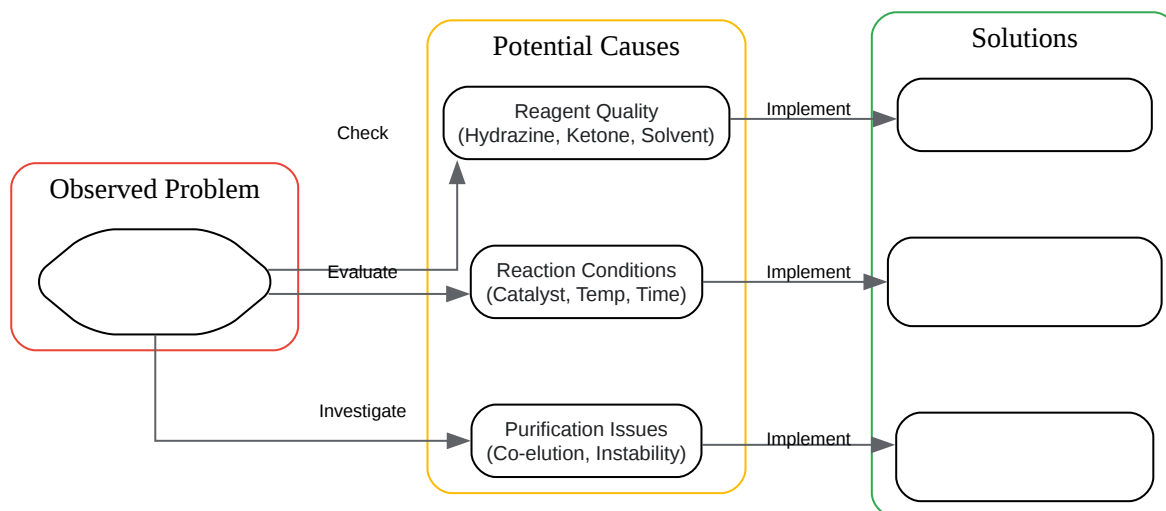 Observed Problem
Check
Evaluate
Investigate
Potential Causes
Reagent Quality
(Hydrazine, Ketone, Solvent)
Reaction Conditions
(Catalyst, Temp, Time)
Purification Issues
(Co-elution, Instability)
Implement
Implement
Implement
Solutions